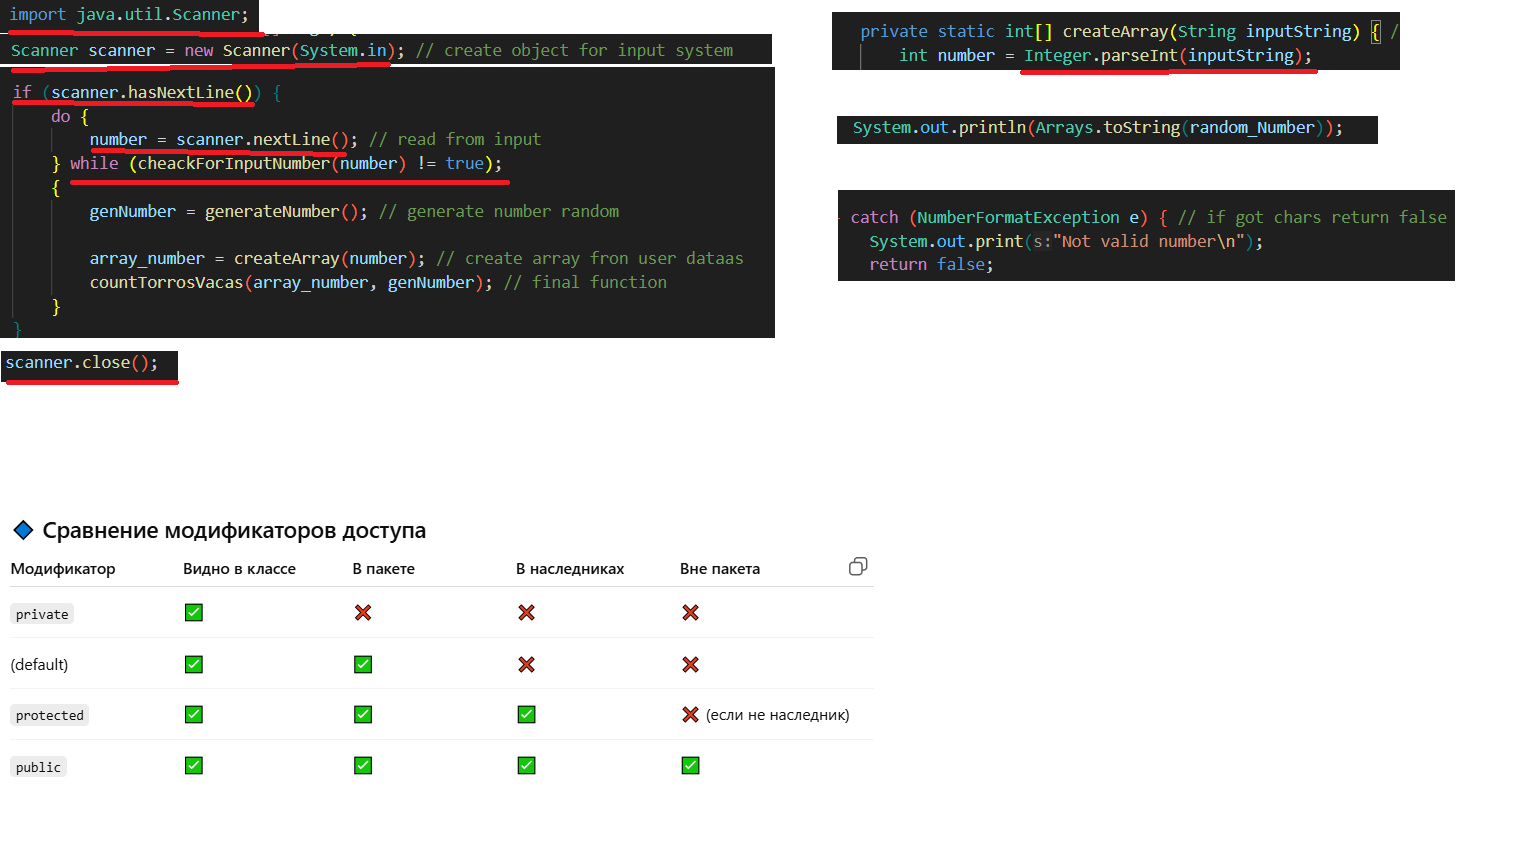 import java.util.Scanner;
Scanner scanner = new Scanner(System.in); // create object for input system
if (scanner.hasNextLine()) {
do {
number = scanner.nextLine(); // read from input
} while (cheackForInputNumber(number) != true);
{
genNumber = generateNumber(); // generate number random
array_number = createArray(number); // create array fron user dataas
countTorrosVacas(array_number, genNumber); // final function
}
}
scanner.close();
private static int[] createArray(String inputString) { /
int number = Integer.parseInt(inputString);
System.out.println(Arrays.toString(random_Number));
catch (NumberFormatException e) { // if got chars return false
System.out.print(s:"Not valid number\n");
return false;
Сравнение модификаторов доступа
Модификатор Видно в классе В пакете В наследниках Вне пакета
private ✅ ❌ ❌ ❌
(default) ✅ ✅ ❌ ❌
protected ✅ ✅ ✅ ❌ (если не наследник)
public ✅ ✅ ✅ ✅